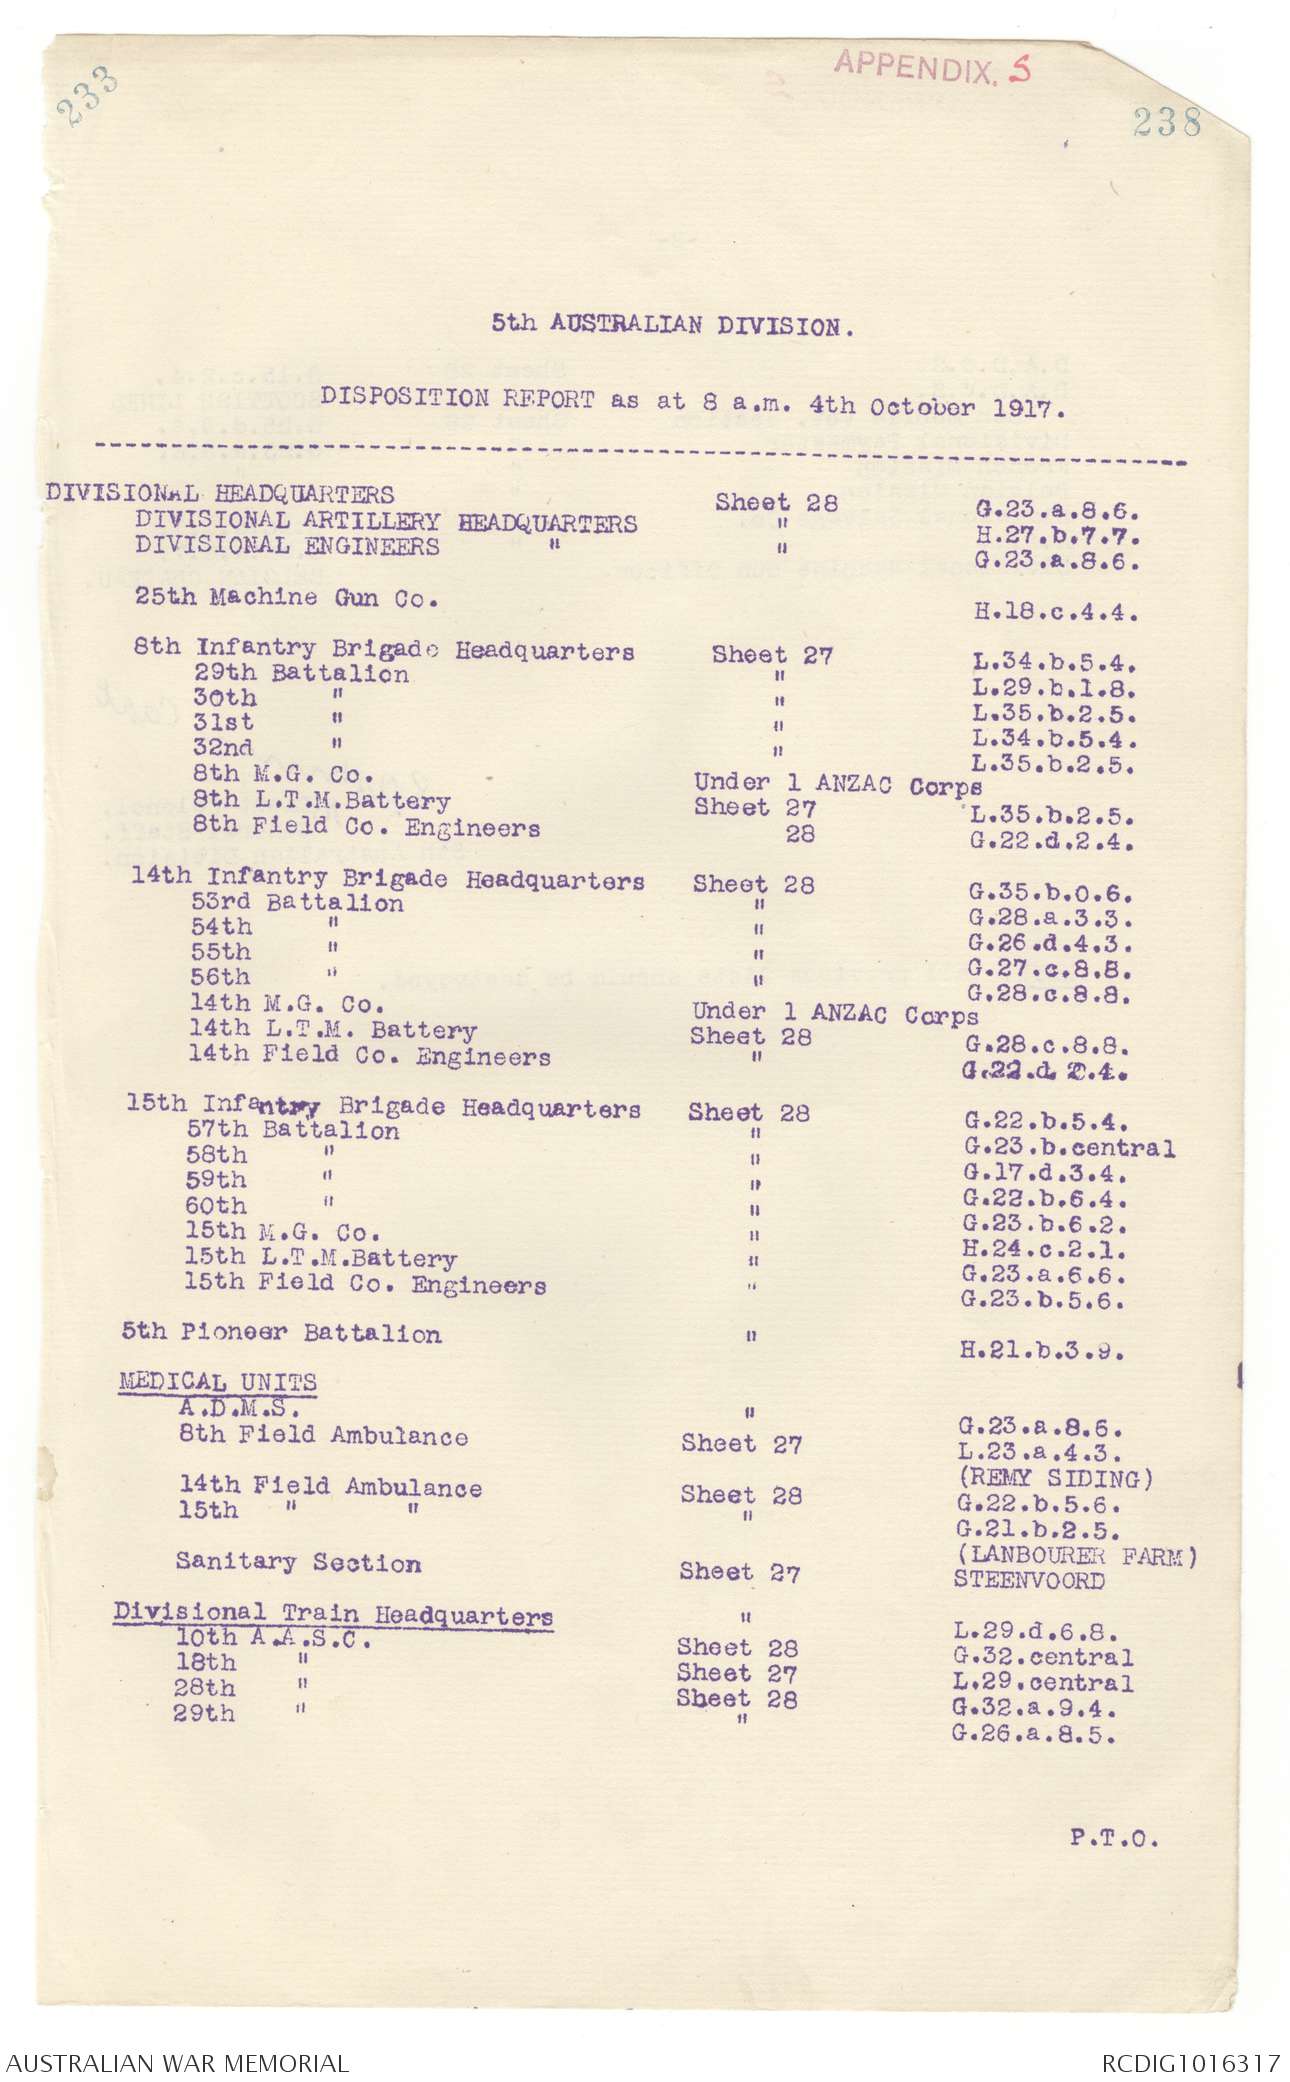 233
APPENDIX. S
238
5th AUSTRALIAN DIVISION.
DISPOSITION REPORT as at 8 a.m. 4th October 1917.
DIVISIONAL HEADQUARTERS Sheet 28 G.23.a.8.6.
DIVISIONAL ARTILLERY HEADQUARTERS " H.27.b.7.7.
DIVISIONAL ENGINEERS " " G.23.a.8.6.
25th Machine Gun Co. H.18.c.4.4.
8th Infantry Brigade Headquarters Sheet 27 L.34.b.5.4.
29th Battalion " L.29.b.1.8.
30th " " L.35.b.2.5.
31st " " L.34.b.5.4.
32nd " " L.35.b.2.5.
8th M.G. Co. Under 1 ANZAC Corps
8th L.T.M.Battery Sheet 27 L.35.b.2.5.
8th Field Co. Engineers 28 G.22.d.2.4.
14th Infantry Brigade Headquarters Sheet 28 G.35.b.0.6.
53rd Battalion " G.28.a.3.3.
54th " " G.26.d.4.3.
55th " " G.27.c.8.8.
56th " " G.28.c.8.8.
14th M.G. Co. Under 1 ANZAC Corps
14th L.T.M. Battery Sheet 28 G.28.c.8.8.
14th Field Co. Engineers " G.22.d 2.4.
15th Infantry Brigade Headquarters Sheet 28 G.22.b.5.4.
57th Battalion " G.23.b.central
58th " " G.17.d.3.4.
59th " " G.22.b.6.4.
60th " " G.23.b.6.2.
15th M.G. Co. " H.24.c.2.1.
15th L.T.M.Battery " G.23.a.6.6.
15th Field Co. Engineers " G.23.b.5.6.
5th Pioneer Battalion " H.21.b.3.9.
MEDICAL UNITS
A.D.M.S. " G.23.a.8.6.
8th Field Ambulance Sheet 27 L.23.a.4.3.
(REMY SIDING)
14th Field Ambulance Sheet 28 G.22.b.5.6.
15th " " " G.21.b.2.5.
(LANBOURER FARM)
Sanitary Section Sheet 27 STEENVOORD
Divisional Train Headquarters " L.29.d.6.8.
10th A.A.S.C. Sheet 28 G.32.central
18th " Sheet 27 L.29.central
28th " Sheet 28 G.32.a.9.4.
29th " " G.26.a.8.5.
P.T.O.
AUSTRALIAN WAR MEMORIAL
RCDIG1016317